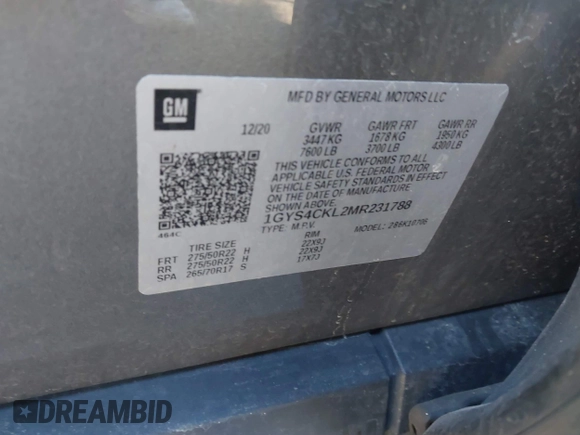 GM
MFD BY GENERAL MOTORS LLC
12/20 GVWR GAWR FRT GAWR RR
3447 KG 1678 KG 1950 KG
7600 LB 3700 LB 4300 LB
THIS VEHICLE CONFORMS TO ALL
APPLICABLE U.S. FEDERAL MOTOR
VEHICLE SAFETY STANDARDS IN EFFECT
ON THE DATE OF MANUFACTURE
SHOWN ABOVE.
1GYS4CKL2MR231788
TYPE: M.P.V. MODEL:
464C
TIRE SIZE RIM
FRT 275/50R22 H 22X9J
RR 275/50R22 H 22X9J
SPA 265/70R17 S 17X7J
DREAMBID